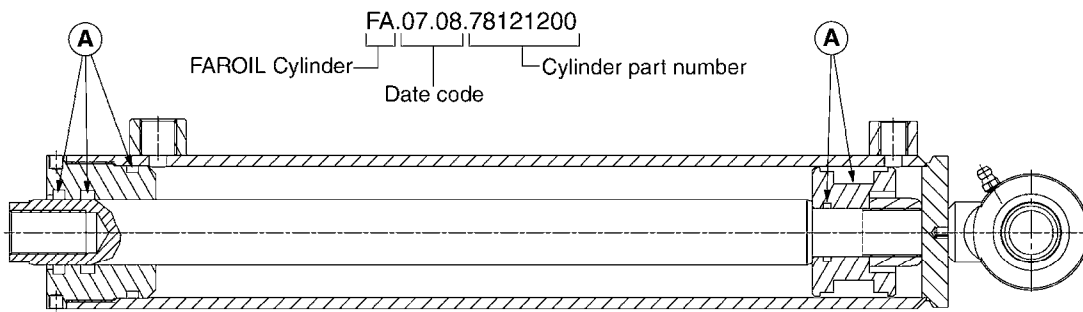 FA.07.08.78121200
A
A
FAROIL Cylinder
Cylinder part number
Date code